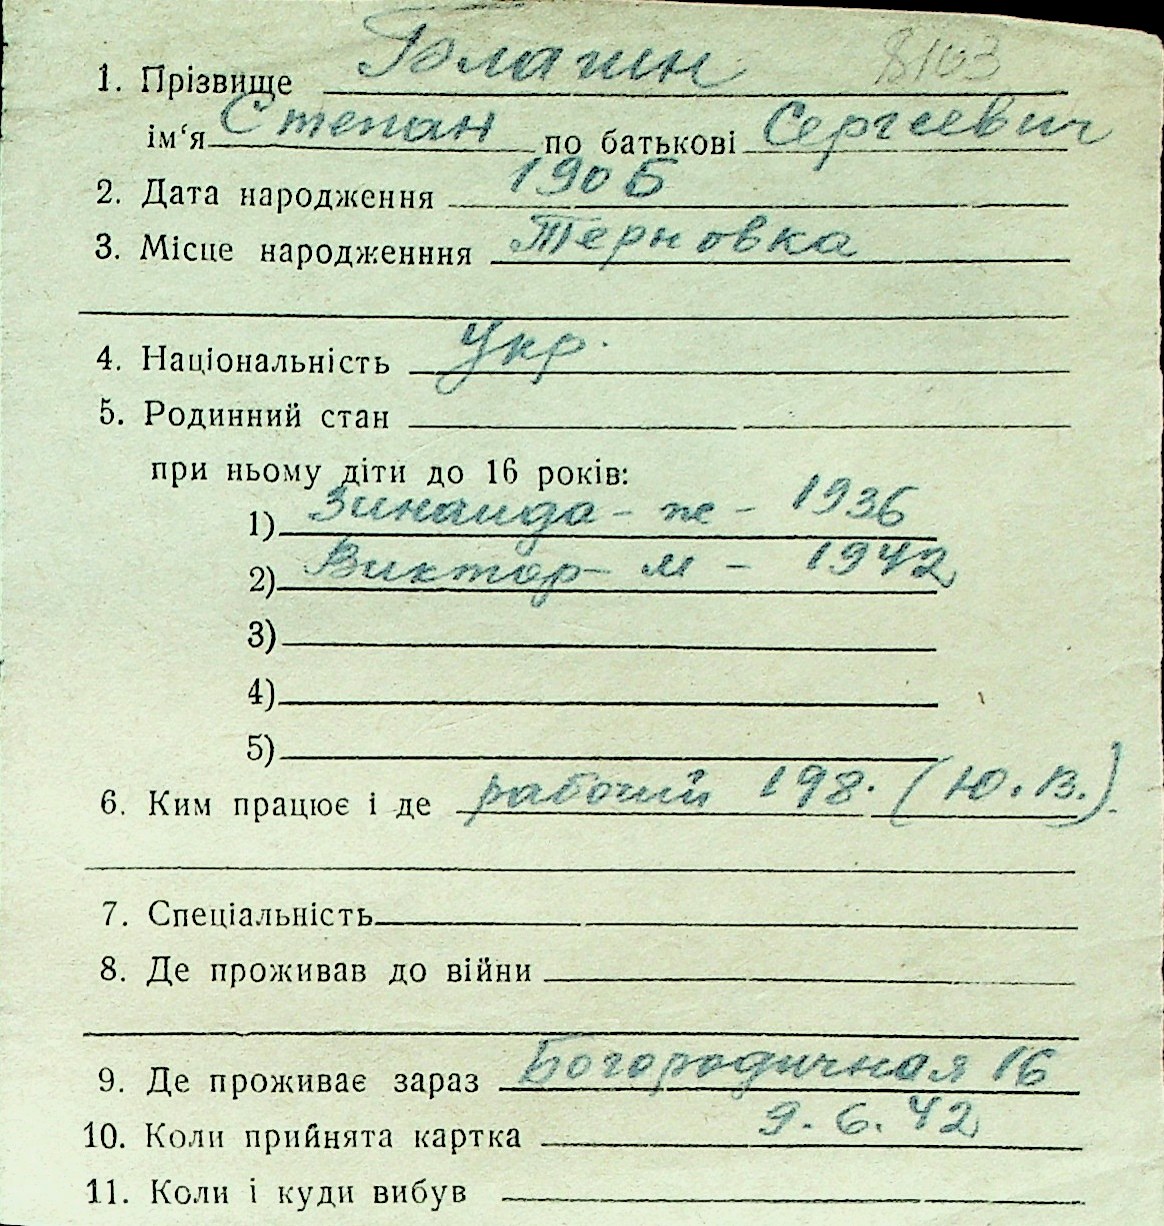 8103
1. Прізвище Блажин
ім‘я Степан по батькові Сергеевич
2. Дата народження 1906
3. Місце народженння Терновка
4. Національність Укр.
5. Родинний стан
при ньому діти до 16 років:
1) Зинаида - ж - 1936
2) Виктор - м - 1942
3)
4)
5)
6. Ким працює і де рабочий 198. (Ю. В.)
7. Спеціальність
8. Де проживав до війни
9. Де проживає зараз Богородичная 16
10. Коли прийнята картка 9. 6. 42
11. Коли і куди вибув